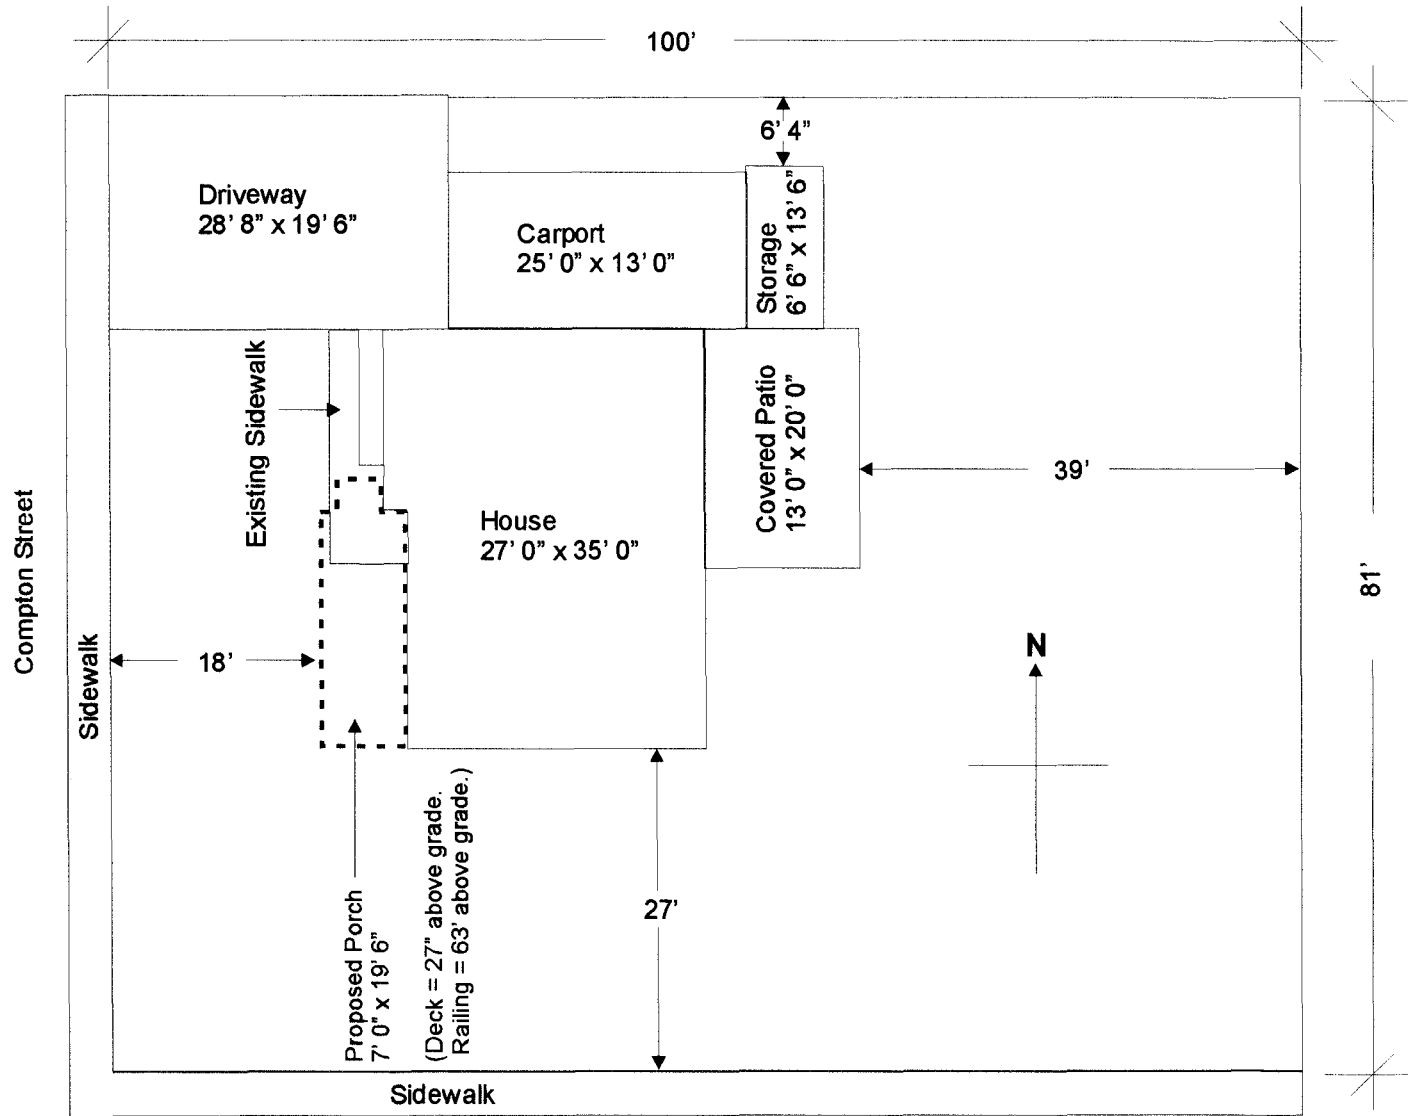 100'
6' 4"
Driveway
28' 8" x 19' 6"
Carport
25' 0" x 13' 0"
Storage
6' 6" x 13' 6"
Existing Sidewalk
Covered Patio
13' 0" x 20' 0"
39'
House
27' 0" x 35' 0"
Compton Street
81'
Sidewalk
18'
N
Proposed Porch
7' 0" x 19' 6"
(Deck = 27" above grade.
Railing = 63' above grade.)
27'
Sidewalk